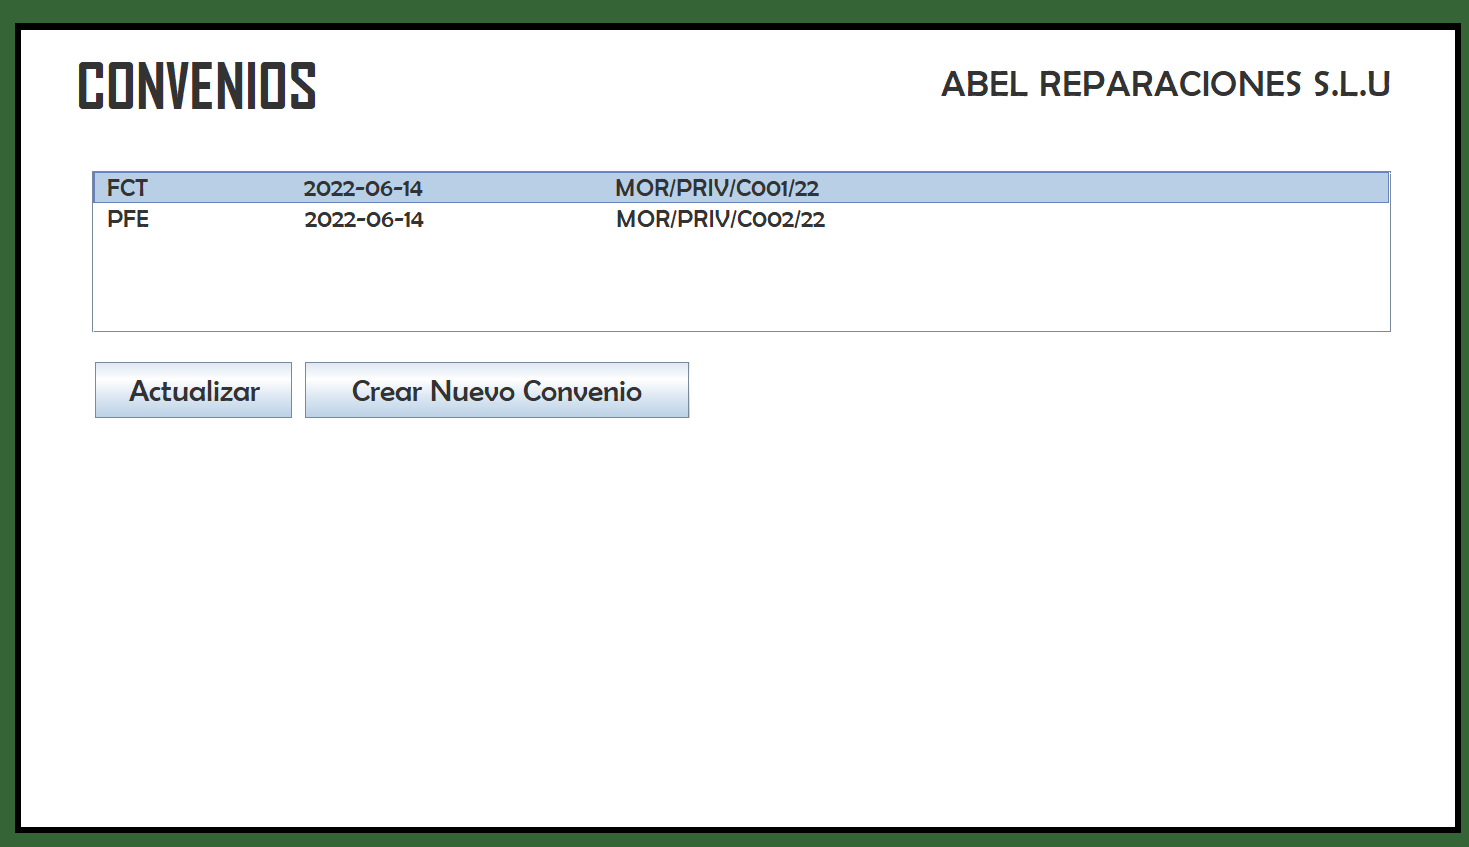 CONVENIOS
ABEL REPARACIONES S.L.U
FCT 2022-06-14 MOR/PRIV/C001/22
PFE 2022-06-14 MOR/PRIV/C002/22
Actualizar Crear Nuevo Convenio